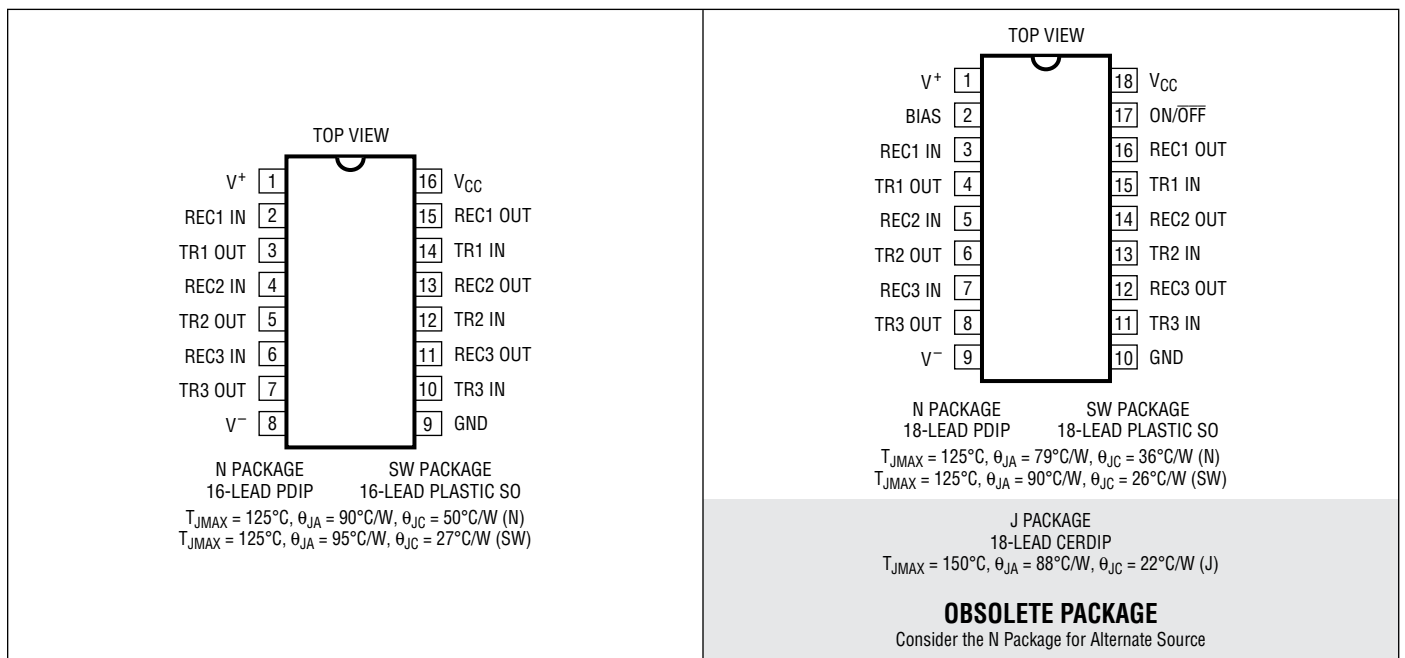 TOP VIEW
V+ 1 16 VCC
REC1 IN 2 15 REC1 OUT
TR1 OUT 3 14 TR1 IN
REC2 IN 4 13 REC2 OUT
TR2 OUT 5 12 TR2 IN
REC3 IN 6 11 REC3 OUT
TR3 OUT 7 10 TR3 IN
V– 8 9 GND
N PACKAGE SW PACKAGE
16-LEAD PDIP 16-LEAD PLASTIC SO
TJMAX = 125°C, θJA = 90°C/W, θJC = 50°C/W (N)
TJMAX = 125°C, θJA = 95°C/W, θJC = 27°C/W (SW)
TOP VIEW
V+ 1 18 VCC
BIAS 2 17 ON/O̅F̅F̅
REC1 IN 3 16 REC1 OUT
TR1 OUT 4 15 TR1 IN
REC2 IN 5 14 REC2 OUT
TR2 OUT 6 13 TR2 IN
REC3 IN 7 12 REC3 OUT
TR3 OUT 8 11 TR3 IN
V– 9 10 GND
N PACKAGE SW PACKAGE
18-LEAD PDIP 18-LEAD PLASTIC SO
TJMAX = 125°C, θJA = 79°C/W, θJC = 36°C/W (N)
TJMAX = 125°C, θJA = 90°C/W, θJC = 26°C/W (SW)
J PACKAGE
18-LEAD CERDIP
TJMAX = 150°C, θJA = 88°C/W, θJC = 22°C/W (J)
OBSOLETE PACKAGE
Consider the N Package for Alternate Source